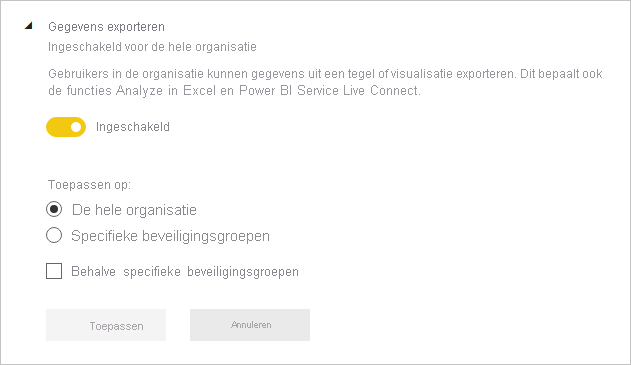 Gegevens exporteren
Ingeschakeld voor de hele organisatie
Gebruikers in de organisatie kunnen gegevens uit een tegel of visualisatie exporteren. Dit bepaalt ook
de functies Analyze in Excel en Power BI Service Live Connect.
Ingeschakeld
Toepassen op:
De hele organisatie
Specifieke beveiligingsgroepen
Behalve specifieke beveiligingsgroepen
Toepassen
Annuleren